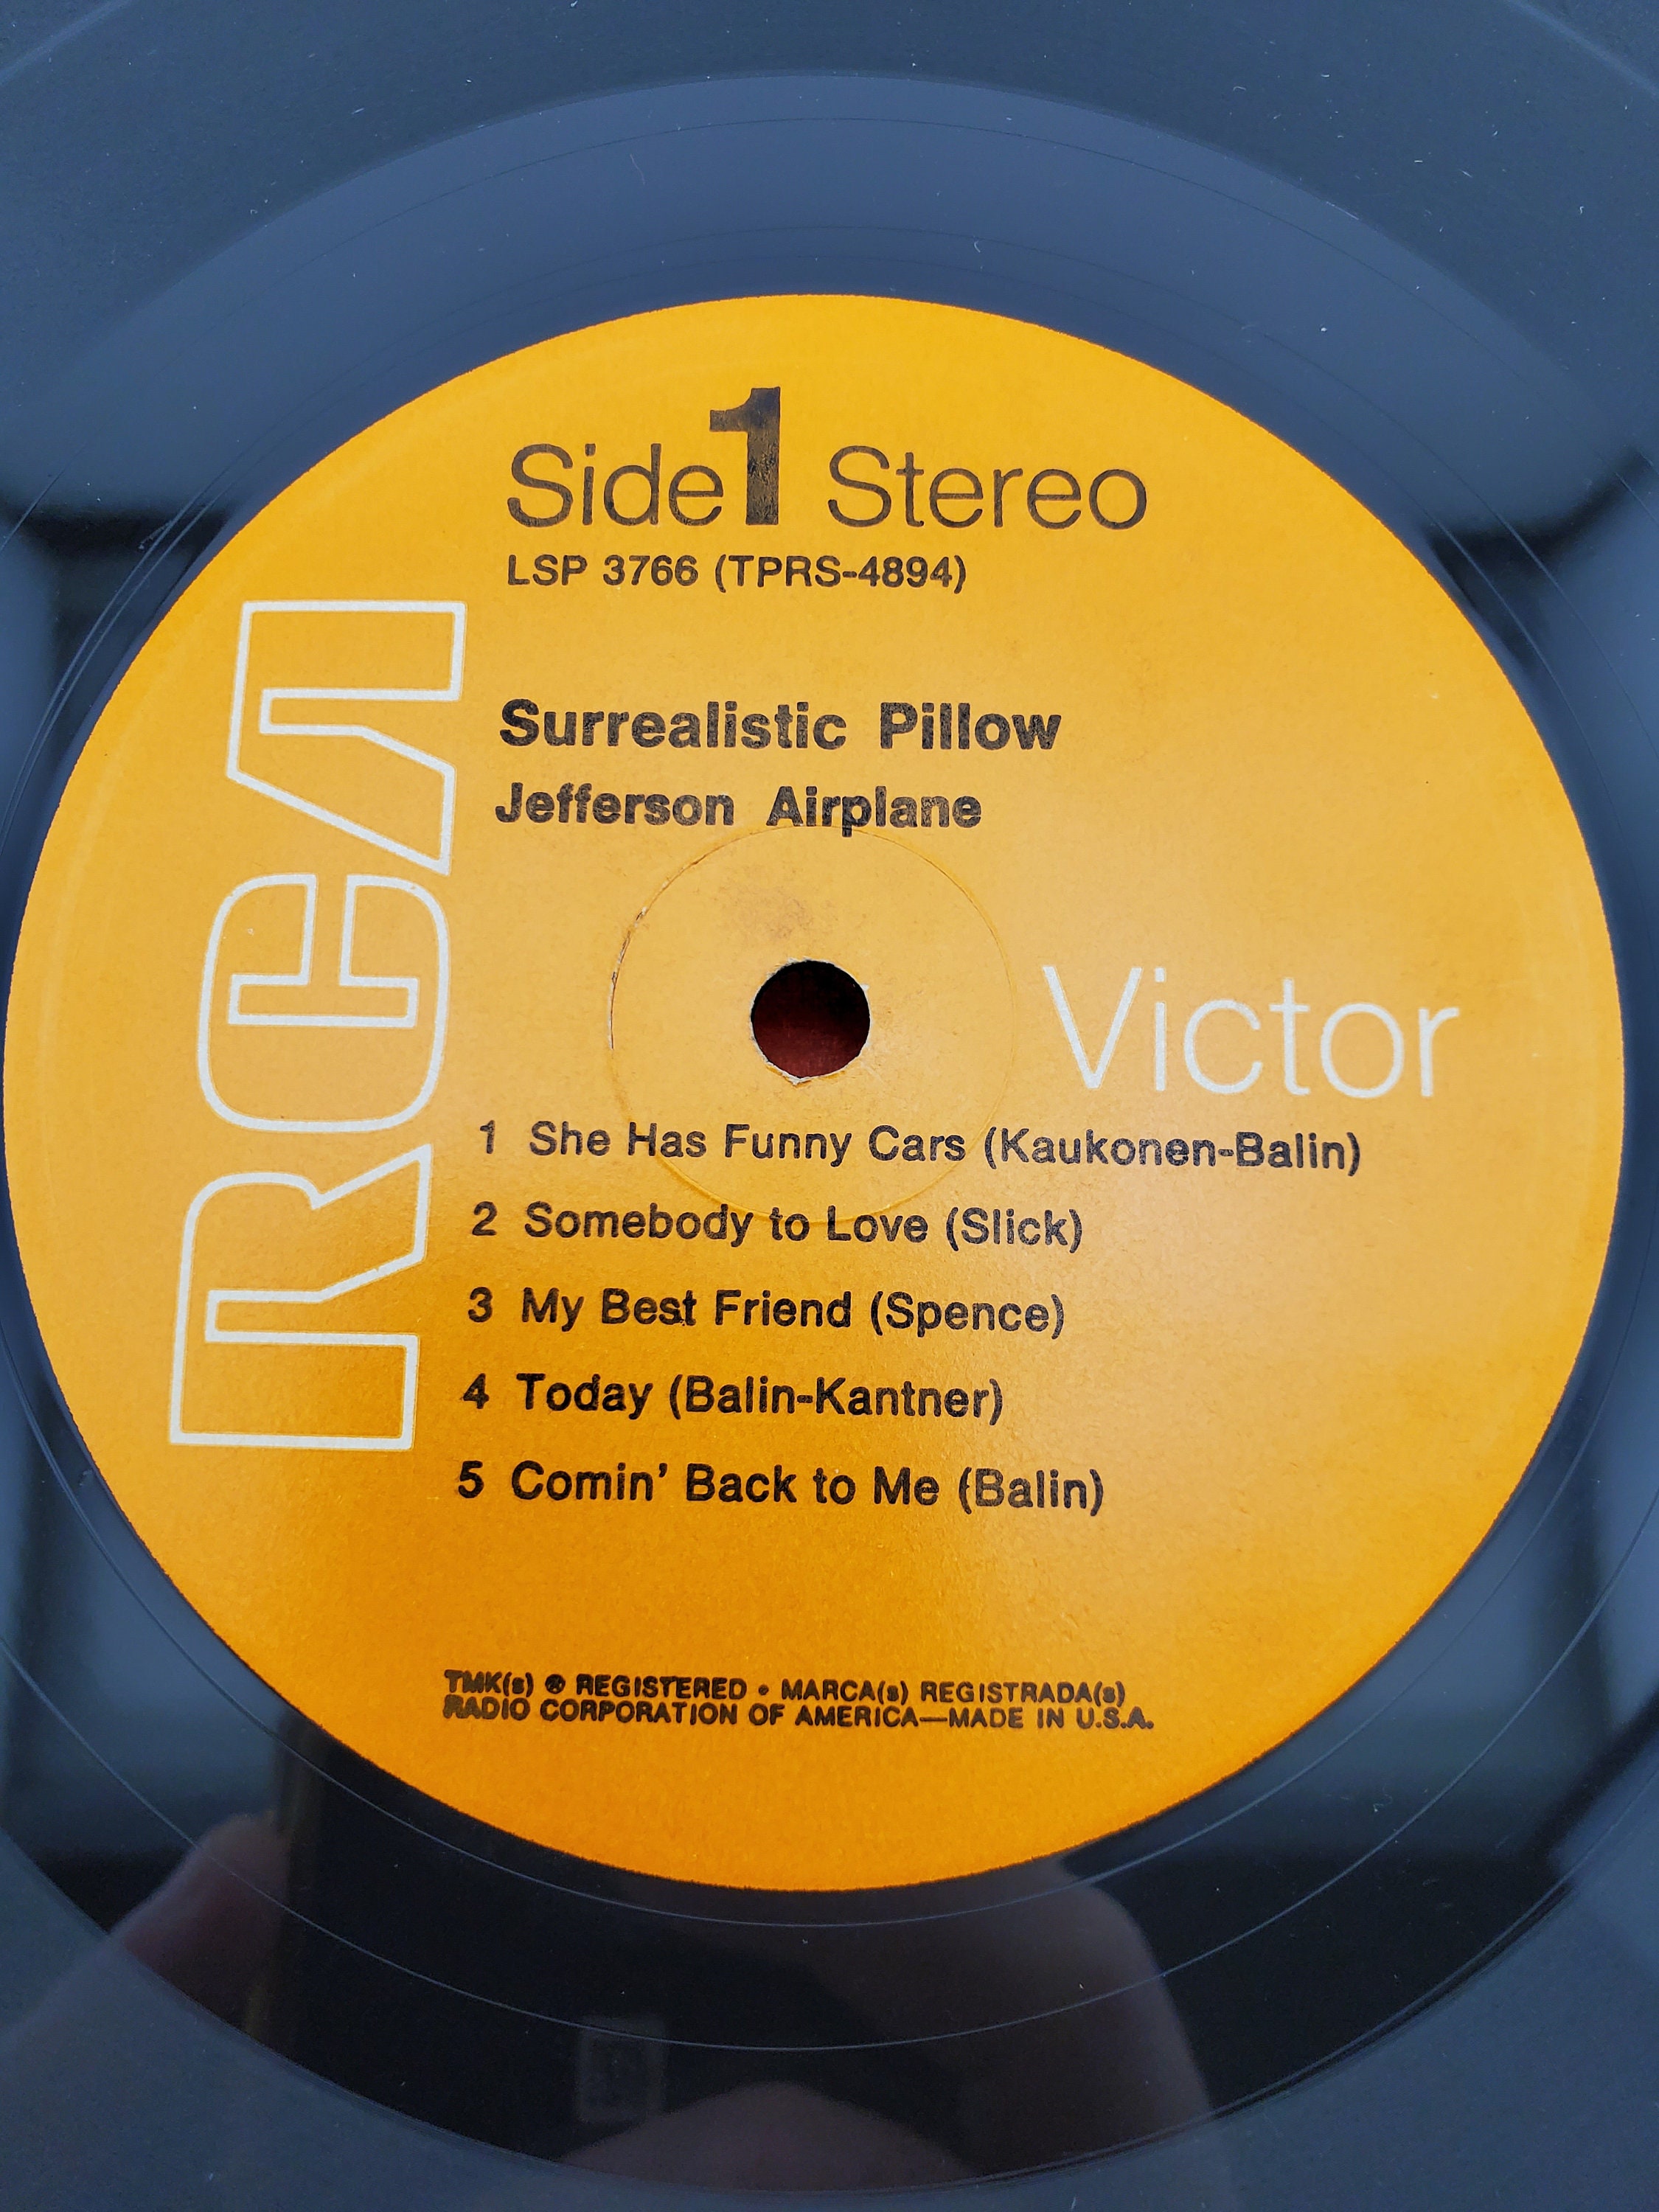 Side 1 Stereo
LSP 3766 (TPRS-4894)
Surrealistic Pillow
Jefferson Airplane
RCA
Victor
1 She Has Funny Cars (Kaukonen-Balin)
2 Somebody to Love (Slick)
3 My Best Friend (Spence)
4 Today (Balin-Kantner)
5 Comin' Back to Me (Balin)
TMK(s) ® REGISTERED • MARCA(s) REGISTRADA(s)
RADIO CORPORATION OF AMERICA—MADE IN U.S.A.